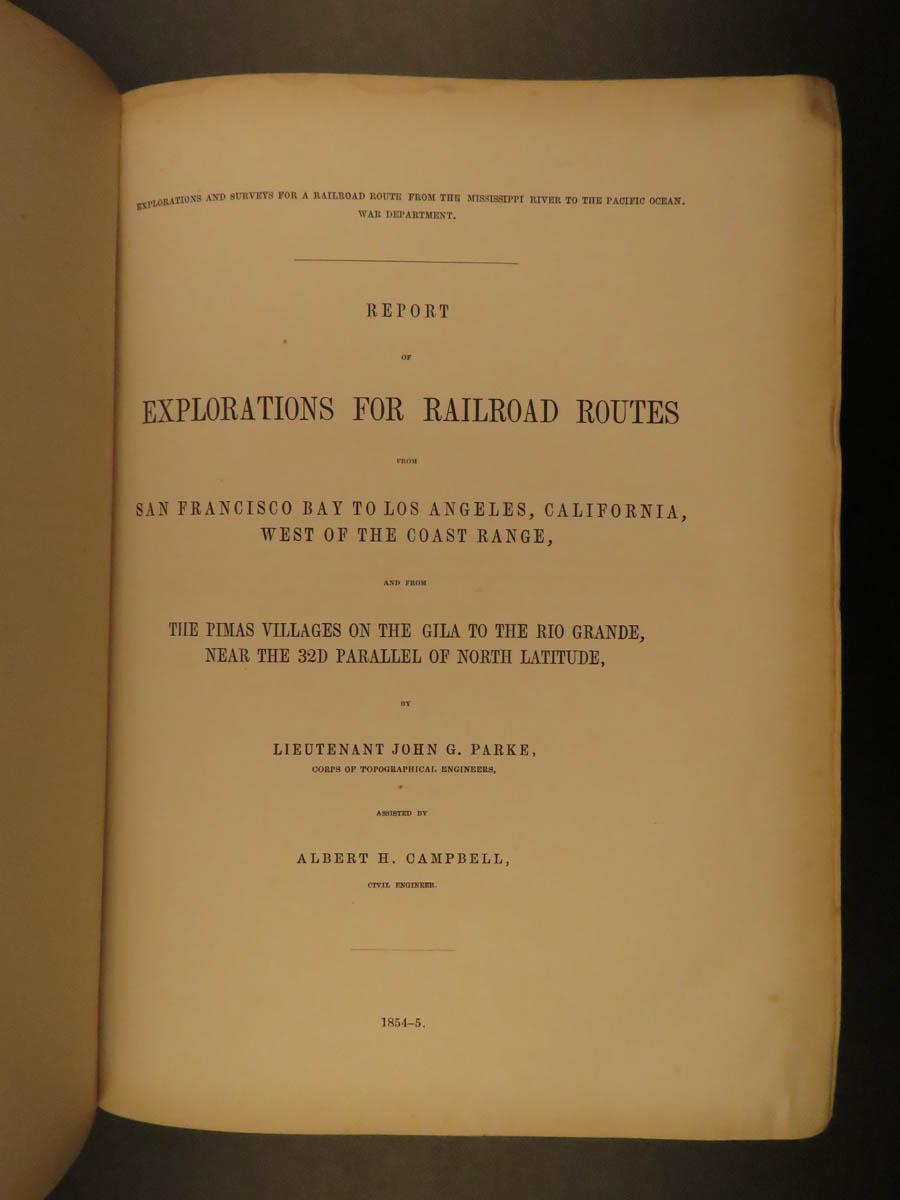 EXPLORATIONS AND SURVEYS FOR A RAILROAD ROUTE FROM THE MISSISSIPPI RIVER TO THE PACIFIC OCEAN.
WAR DEPARTMENT.
REPORT
OF
EXPLORATIONS FOR RAILROAD ROUTES
FROM
SAN FRANCISCO BAY TO LOS ANGELES, CALIFORNIA,
WEST OF THE COAST RANGE,
AND FROM
THE PIMAS VILLAGES ON THE GILA TO THE RIO GRANDE,
NEAR THE 32D PARALLEL OF NORTH LATITUDE,
BY
LIEUTENANT JOHN G. PARKE,
CORPS OF TOPOGRAPHICAL ENGINEERS,
ASSISTED BY
ALBERT H. CAMPBELL,
CIVIL ENGINEER.
1854–5.